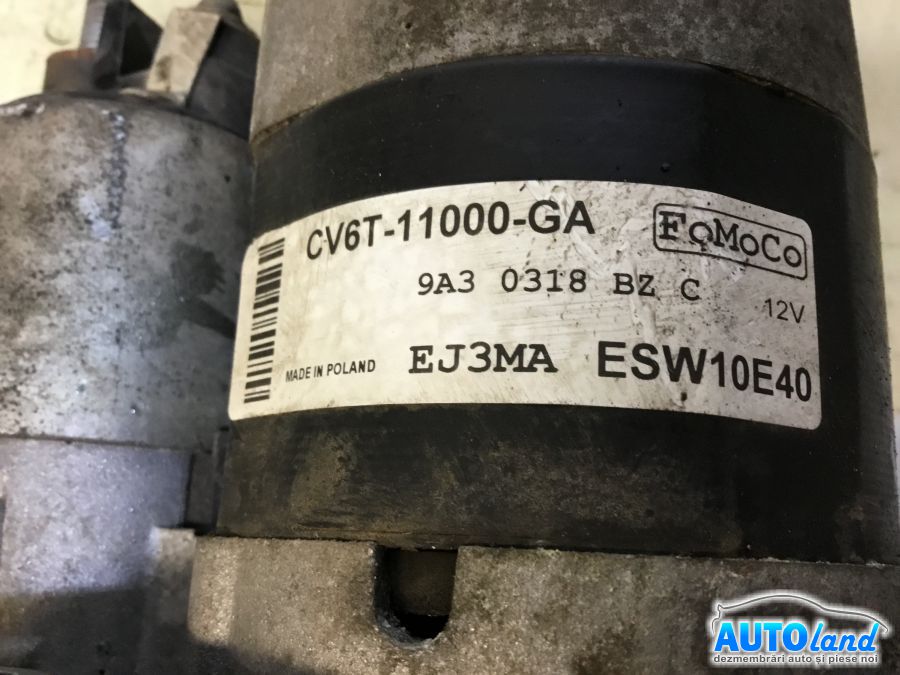 CV6T-11000-GA FoMoCo
9A3 0318 BZ C 12V
MADE IN POLAND EJ3MA ESW10E40
AUTOland
dezmembrări auto și piese noi